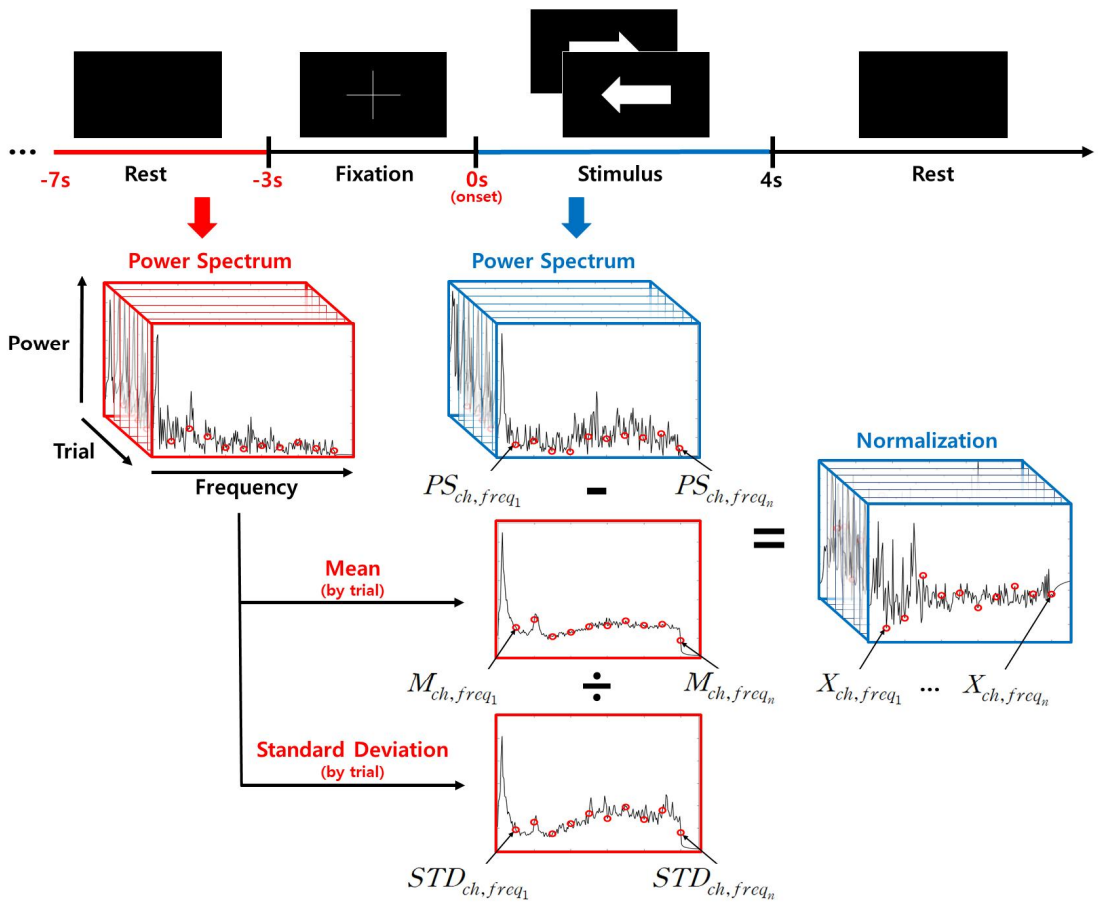 ...
Rest
Fixation
Stimulus
Rest
-7s
-3s
0s
(onset)
4s
Power Spectrum
Power Spectrum
Power
Trial
Frequency
PS_{ch,freq_1}
-
PS_{ch,freq_n}
Normalization
=
Mean
(by trial)
M_{ch,freq_1}
÷
M_{ch,freq_n}
X_{ch,freq_1} ... X_{ch,freq_n}
Standard Deviation
(by trial)
STD_{ch,freq_1}
STD_{ch,freq_n}